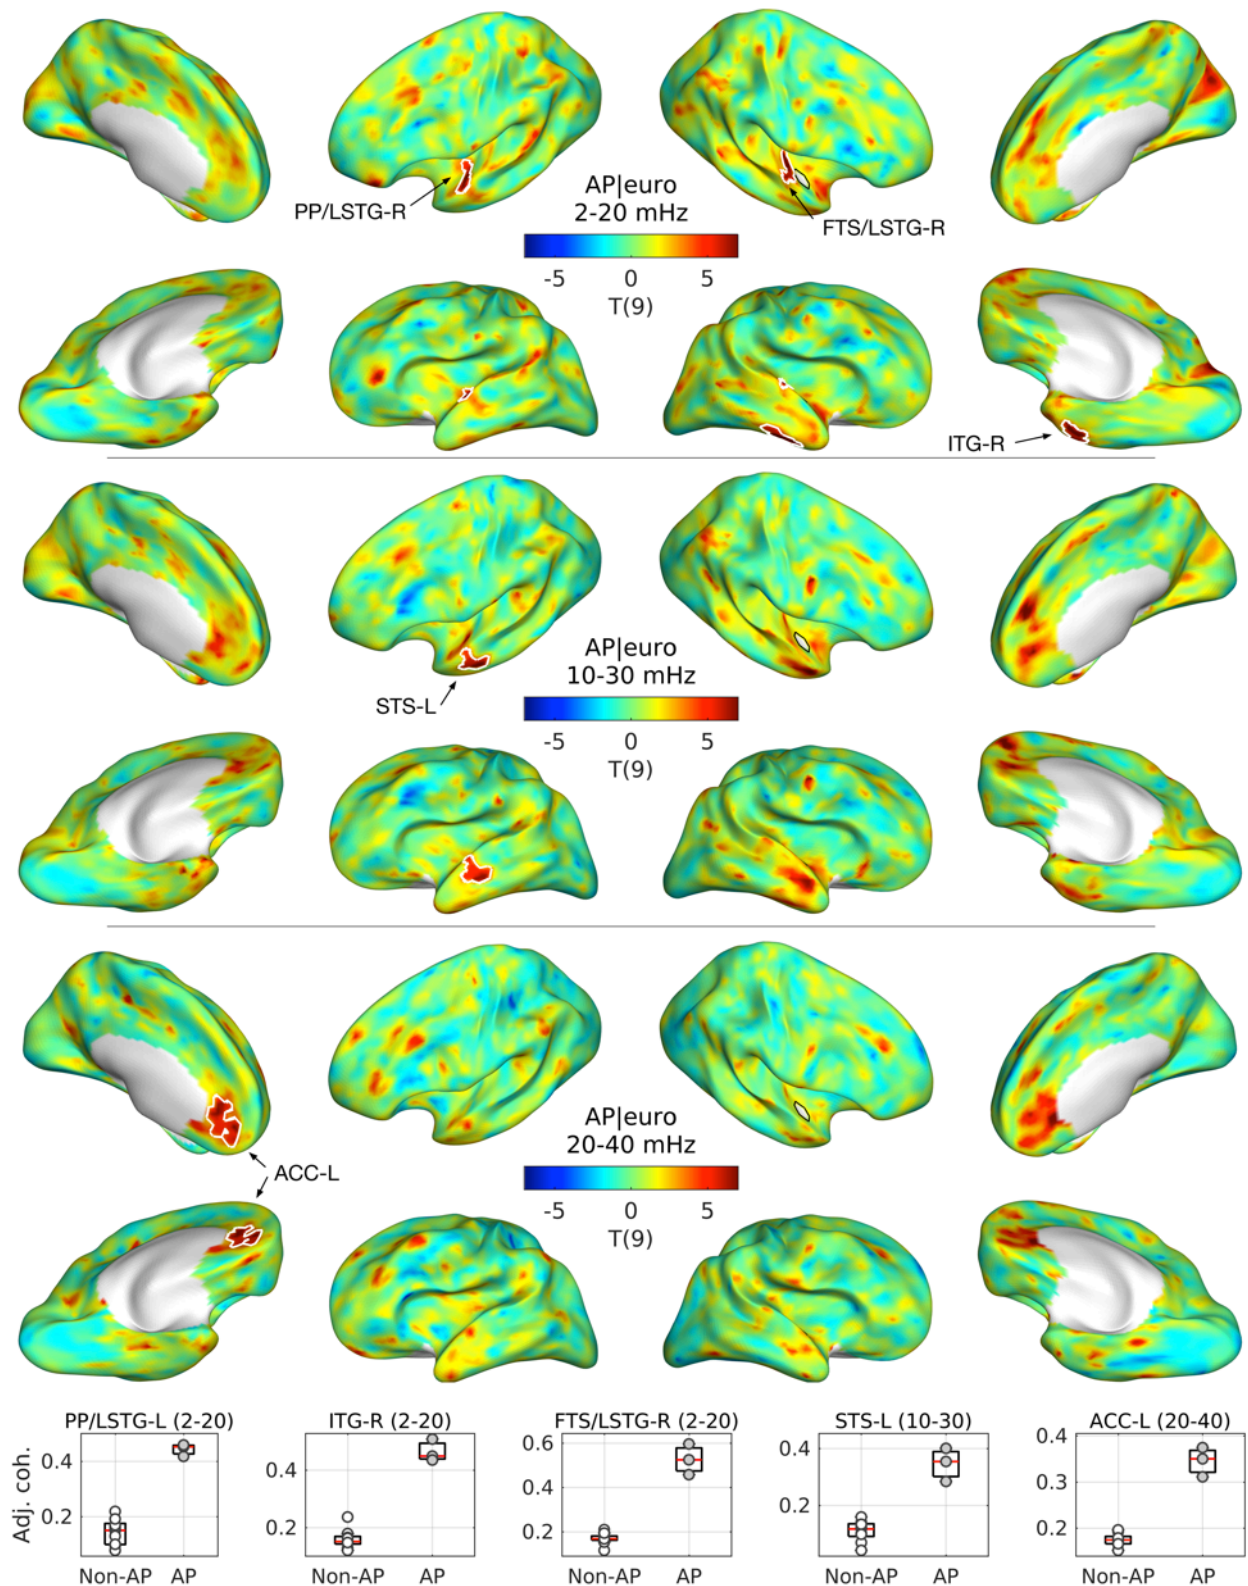 AP|euro
2-20 mHz
PP/LSTG-R
FTS/LSTG-R
-5 0 5
T(9)
ITG-R
AP|euro
10-30 mHz
STS-L
-5 0 5
T(9)
AP|euro
20-40 mHz
ACC-L
-5 0 5
T(9)
PP/LSTG-L (2-20)
ITG-R (2-20)
FTS/LSTG-R (2-20)
STS-L (10-30)
ACC-L (20-40)
Adj. coh.
0.4
0.2
Non-AP AP
0.4
0.2
Non-AP AP
0.6
0.4
0.2
Non-AP AP
0.4
0.2
Non-AP AP
0.4
0.3
0.2
Non-AP AP